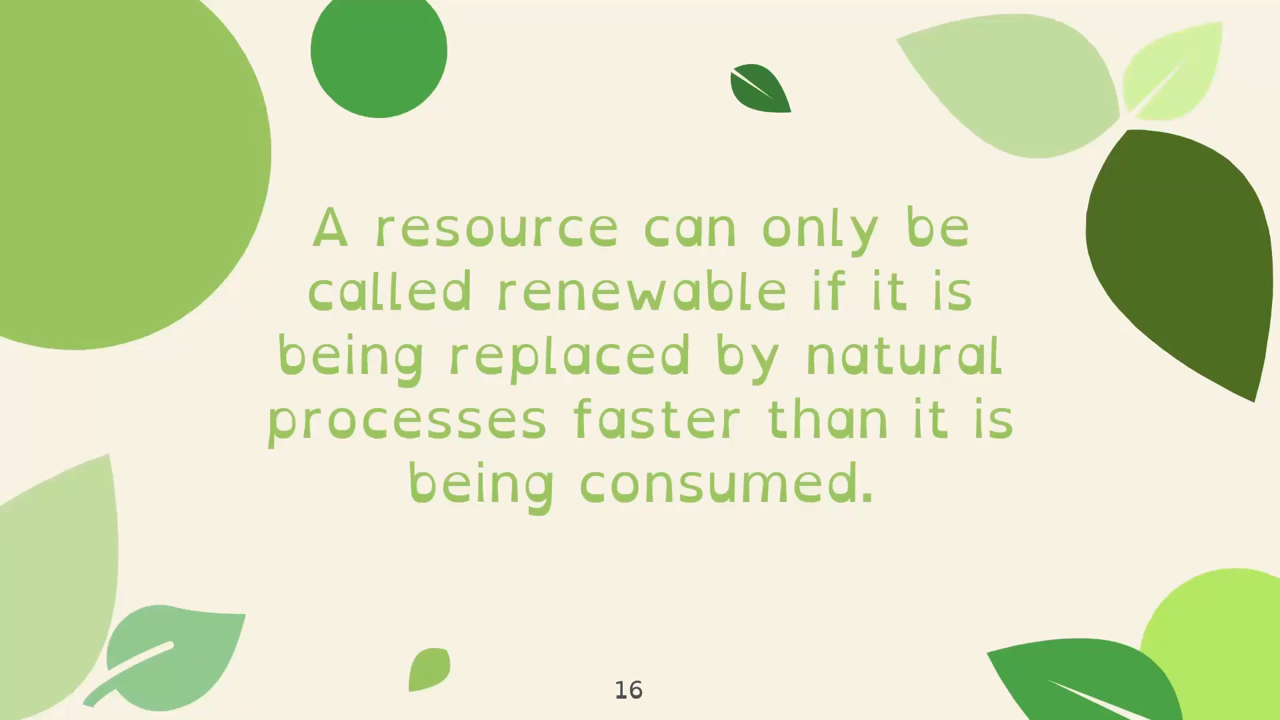 A resource can only be
called renewable if it is
being replaced by natural
processes faster than it is
being consumed.
16